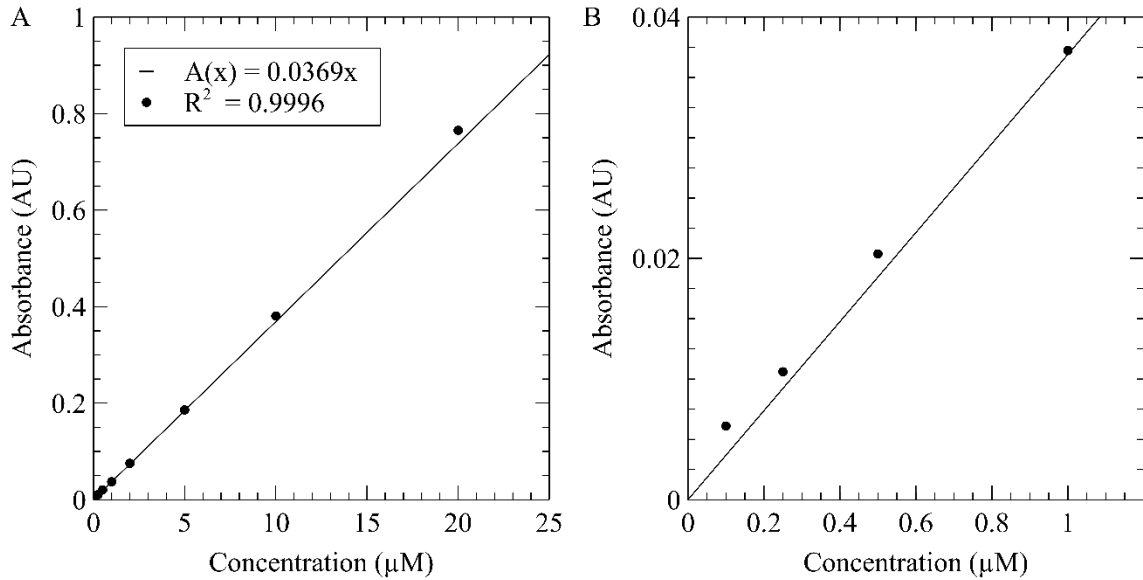 A
1
0.8
0.6
0.4
0.2
0
Absorbance (AU)
A(x) = 0.0369x
R² = 0.9996
0 5 10 15 20 25
Concentration (µM)
B
0.04
0.02
0
Absorbance (AU)
0 0.2 0.4 0.6 0.8 1
Concentration (µM)